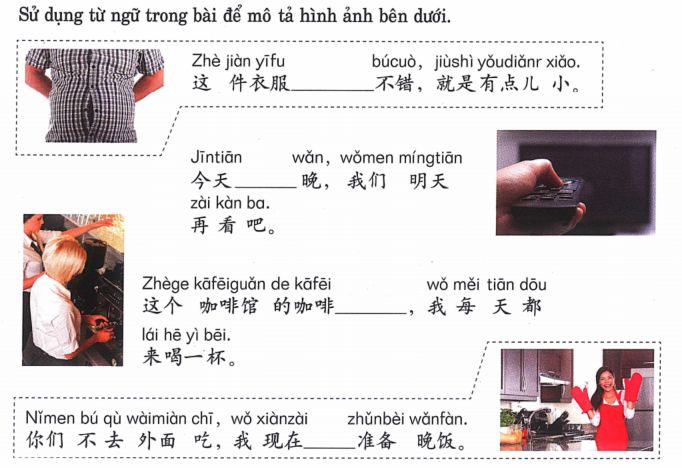 Sử dụng từ ngữ trong bài để mô tả hình ảnh bên dưới.
Zhè jiàn yīfu búcuò, jiùshì yǒudiǎnr xiǎo.
这 件衣服________不错，就是有点儿 小。
Jīntiān wǎn, wǒmen míngtiān
今天______晚，我们 明天
zài kàn ba.
再 看 吧。
Zhège kāfēiguǎn de kāfēi wǒ měi tiān dōu
这个 咖啡馆 的咖啡_______，我 每 天 都
lái hē yì bēi.
来喝一杯。
Nǐmen bú qù wàimiàn chī, wǒ xiànzài zhǔnbèi wǎnfàn.
你们 不 去 外面 吃，我 现在_____准备 晚饭。